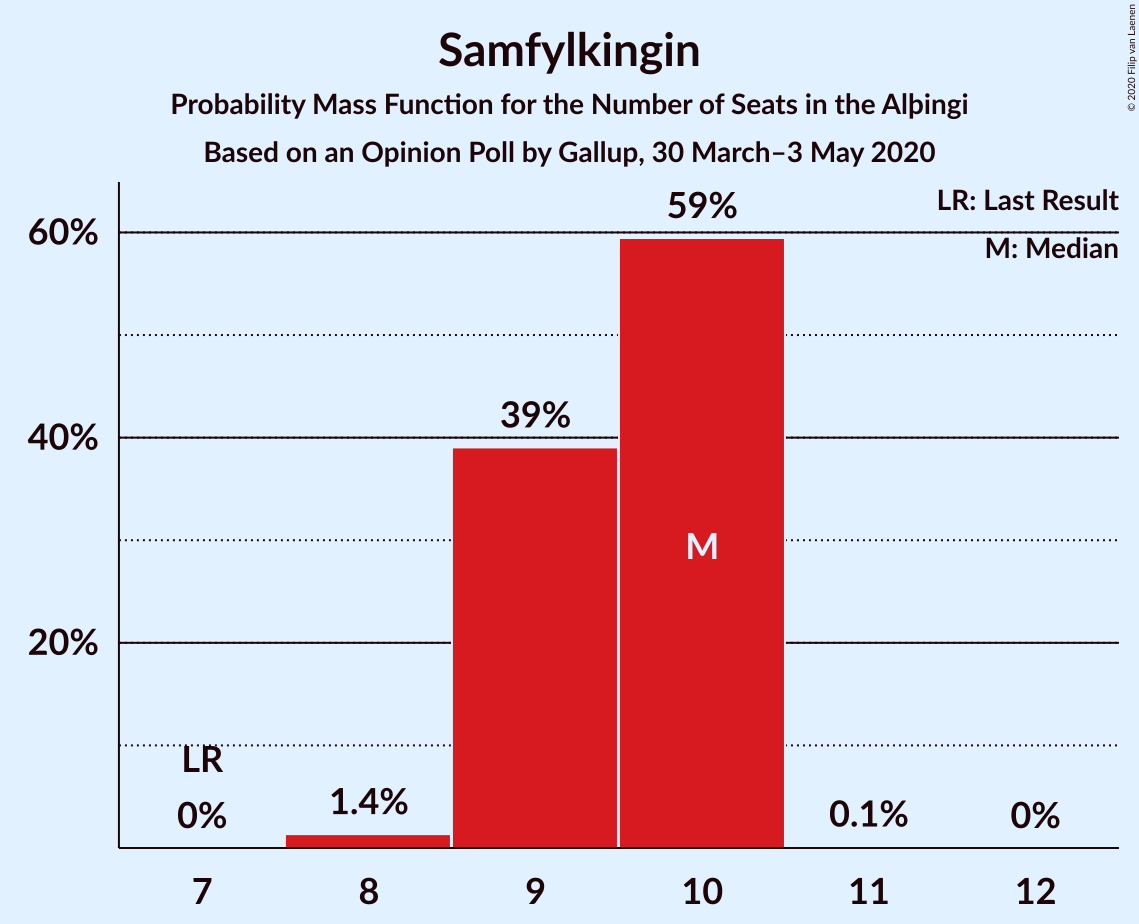 Samfylkingin
Probability Mass Function for the Number of Seats in the Alþingi
Based on an Opinion Poll by Gallup, 30 March–3 May 2020
© 2020 Filip van Laenen
LR: Last Result
M: Median
60%
40%
20%
59%
39%
M
LR
0%
1.4%
0.1%
0%
7 8 9 10 11 12